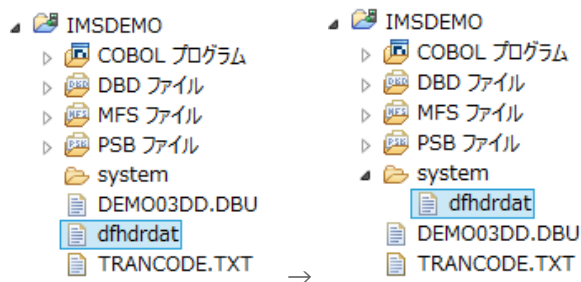 IMSDEMO
COBOL プログラム
DBD ファイル
MFS ファイル
PSB ファイル
system
DEMO03DD.DBU
dfhdrdat
TRANCODE.TXT
→
IMSDEMO
COBOL プログラム
DBD ファイル
MFS ファイル
PSB ファイル
system
dfhdrdat
DEMO03DD.DBU
TRANCODE.TXT